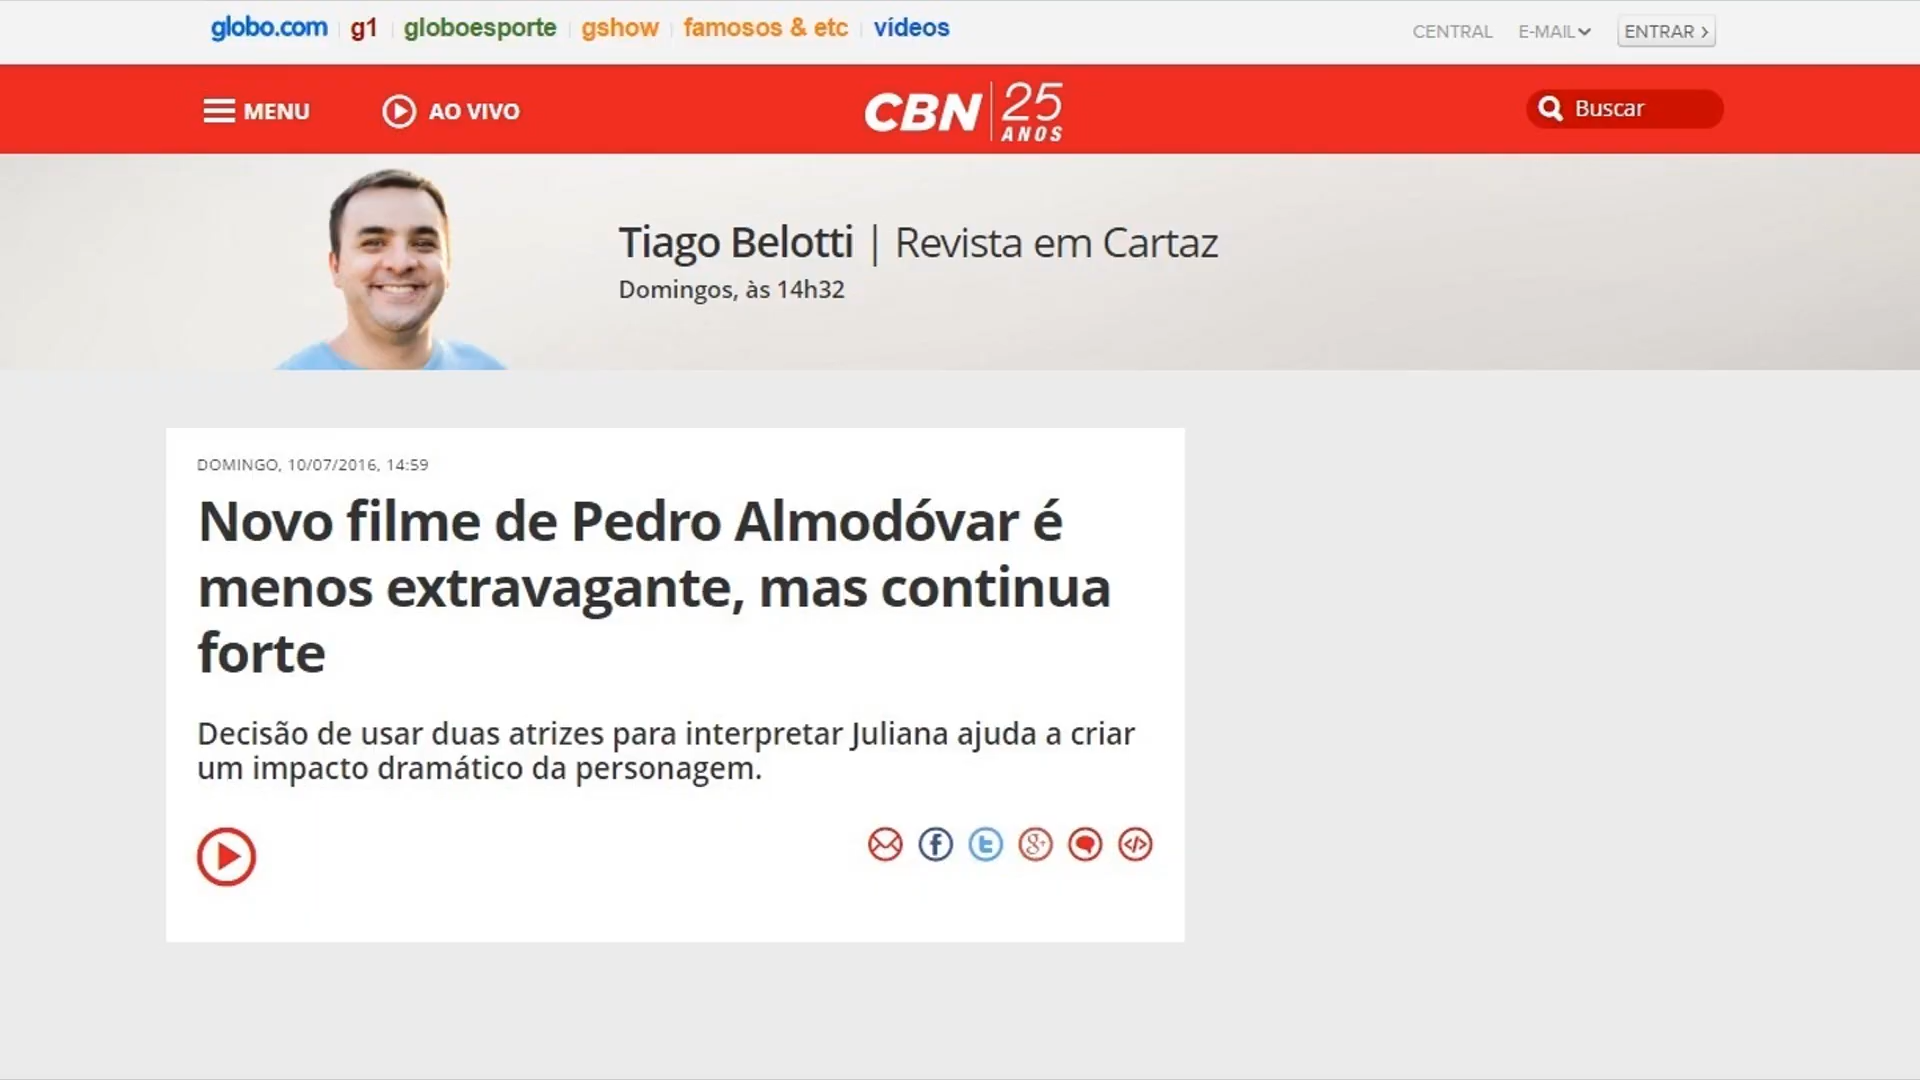 globo.com g1 globoesporte gshow famosos & etc vídeos CENTRAL E-MAIL ENTRAR
MENU AO VIVO CBN 25 ANOS Buscar
Tiago Belotti | Revista em Cartaz
Domingos, às 14h32
DOMINGO, 10/07/2016, 14:59
Novo filme de Pedro Almodóvar é
menos extravagante, mas continua
forte
Decisão de usar duas atrizes para interpretar Juliana ajuda a criar
um impacto dramático da personagem.